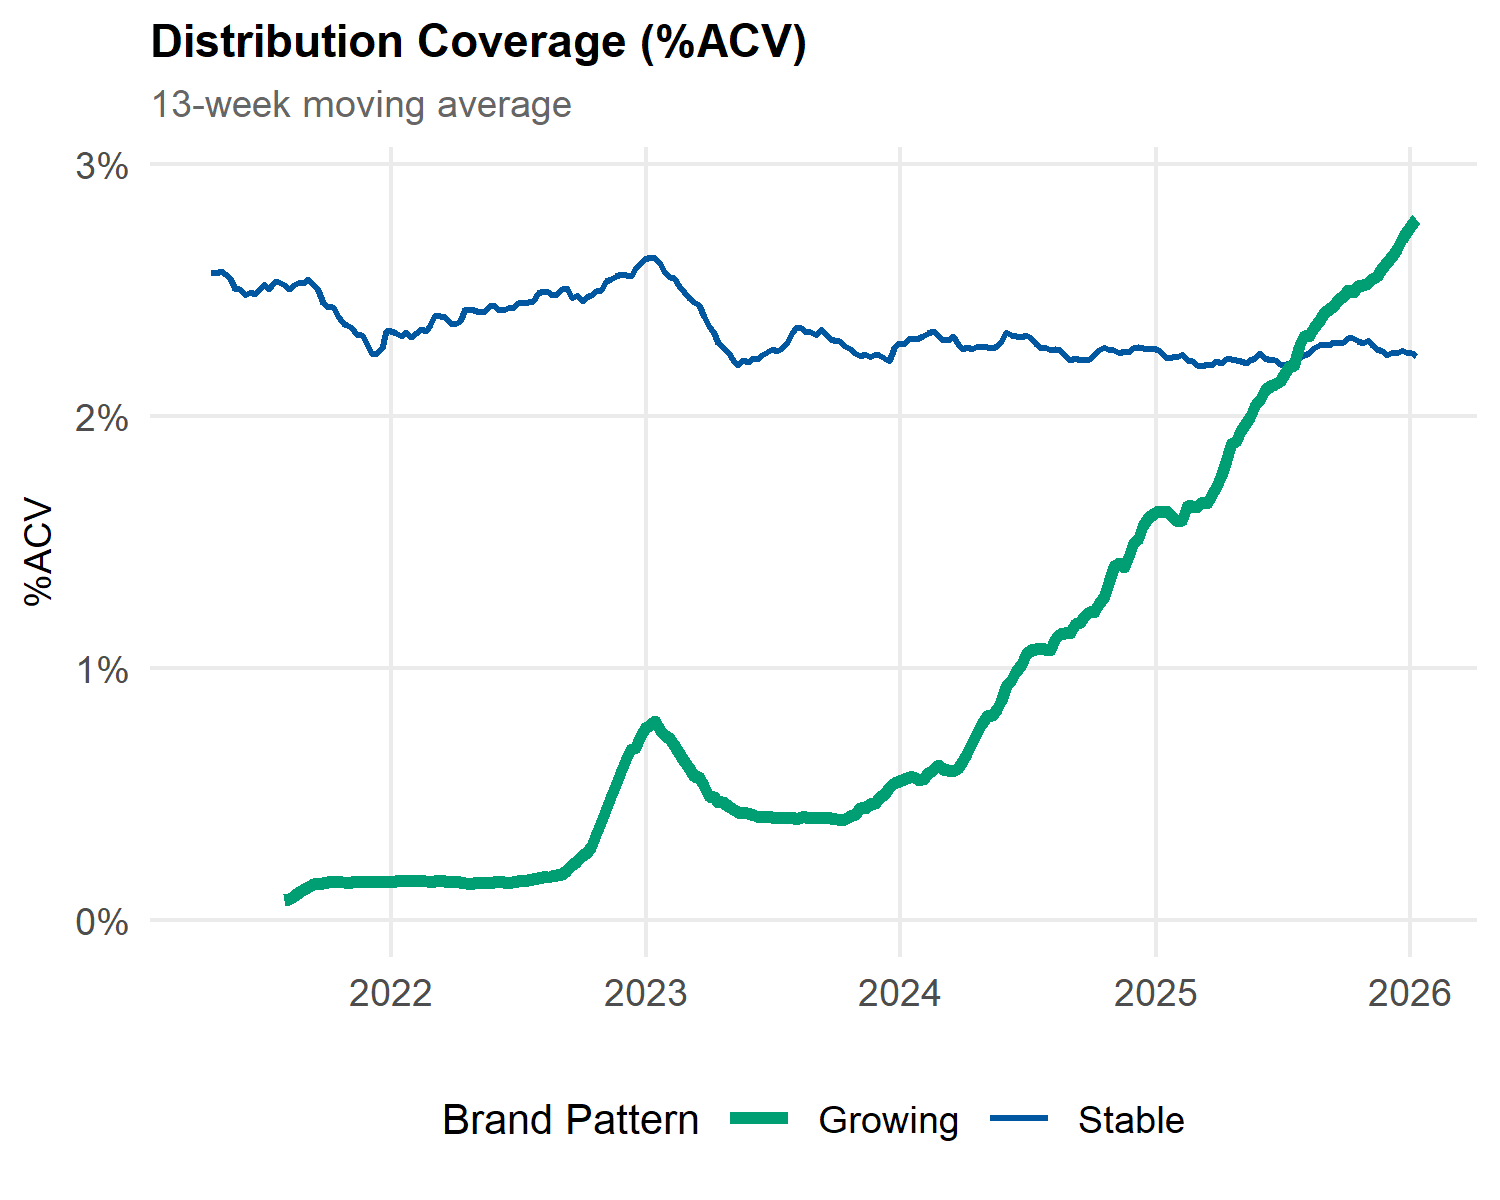 Distribution Coverage (%ACV)
13-week moving average
3%
2%
1%
0%
%ACV
2022 2023 2024 2025 2026
Brand Pattern Growing Stable